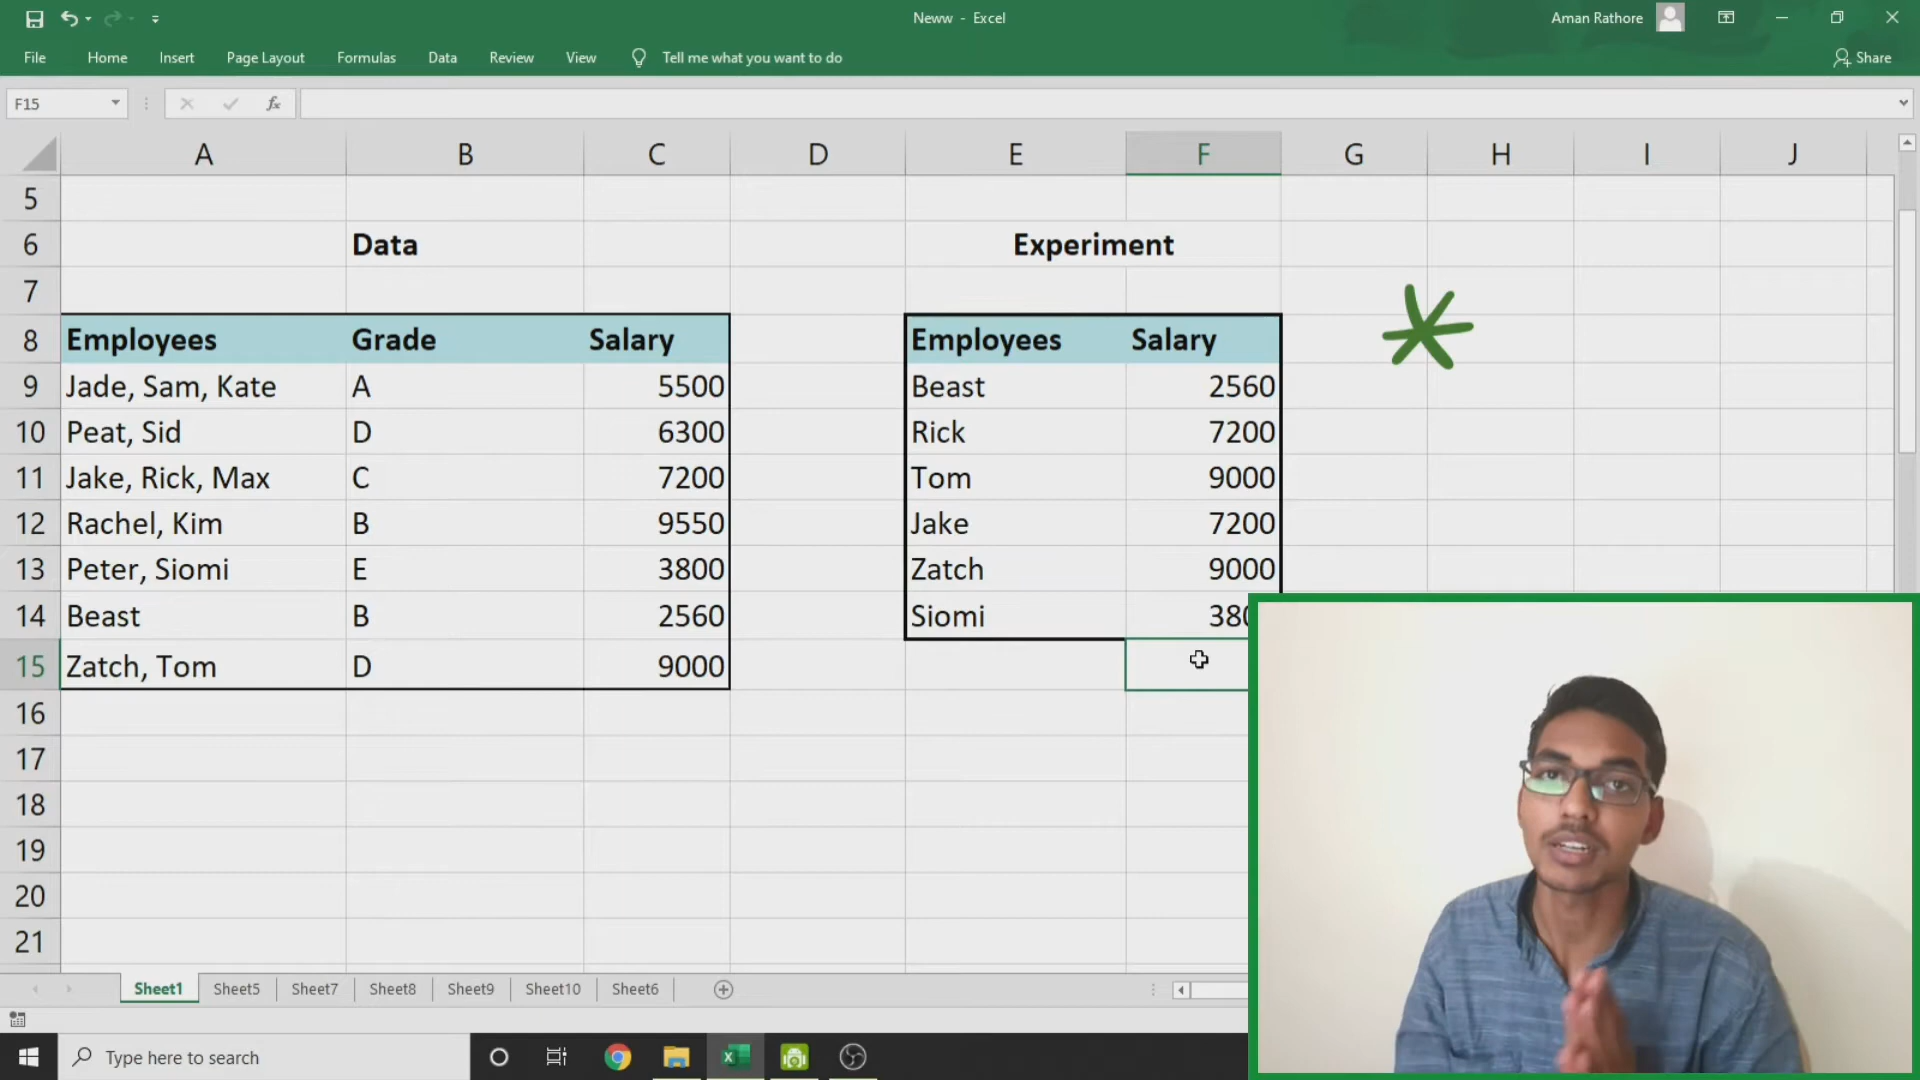 Neww - Excel
Aman Rathore
File Home Insert Page Layout Formulas Data Review View Tell me what you want to do Share
F15 fx
A B C D E F G H I J
5
6 Data Experiment
7
8 Employees Grade Salary Employees Salary
9 Jade, Sam, Kate A 5500 Beast 2560
10 Peat, Sid D 6300 Rick 7200
11 Jake, Rick, Max C 7200 Tom 9000
12 Rachel, Kim B 9550 Jake 7200
13 Peter, Siomi E 3800 Zatch 9000
14 Beast B 2560 Siomi 380
15 Zatch, Tom D 9000
16
17
18
19
20
21
Sheet1 Sheet5 Sheet7 Sheet8 Sheet9 Sheet10 Sheet6
Type here to search